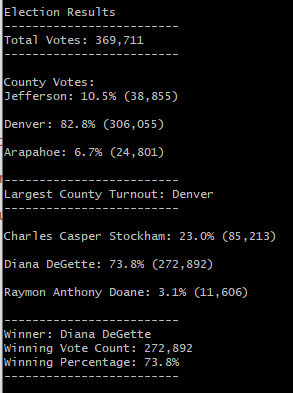 Election Results
-------------------------
Total Votes: 369,711
-------------------------
County Votes:
Jefferson: 10.5% (38,855)
Denver: 82.8% (306,055)
Arapahoe: 6.7% (24,801)
-------------------------
Largest County Turnout: Denver
-------------------------
Charles Casper Stockham: 23.0% (85,213)
Diana DeGette: 73.8% (272,892)
Raymon Anthony Doane: 3.1% (11,606)
-------------------------
Winner: Diana DeGette
Winning Vote Count: 272,892
Winning Percentage: 73.8%
-------------------------